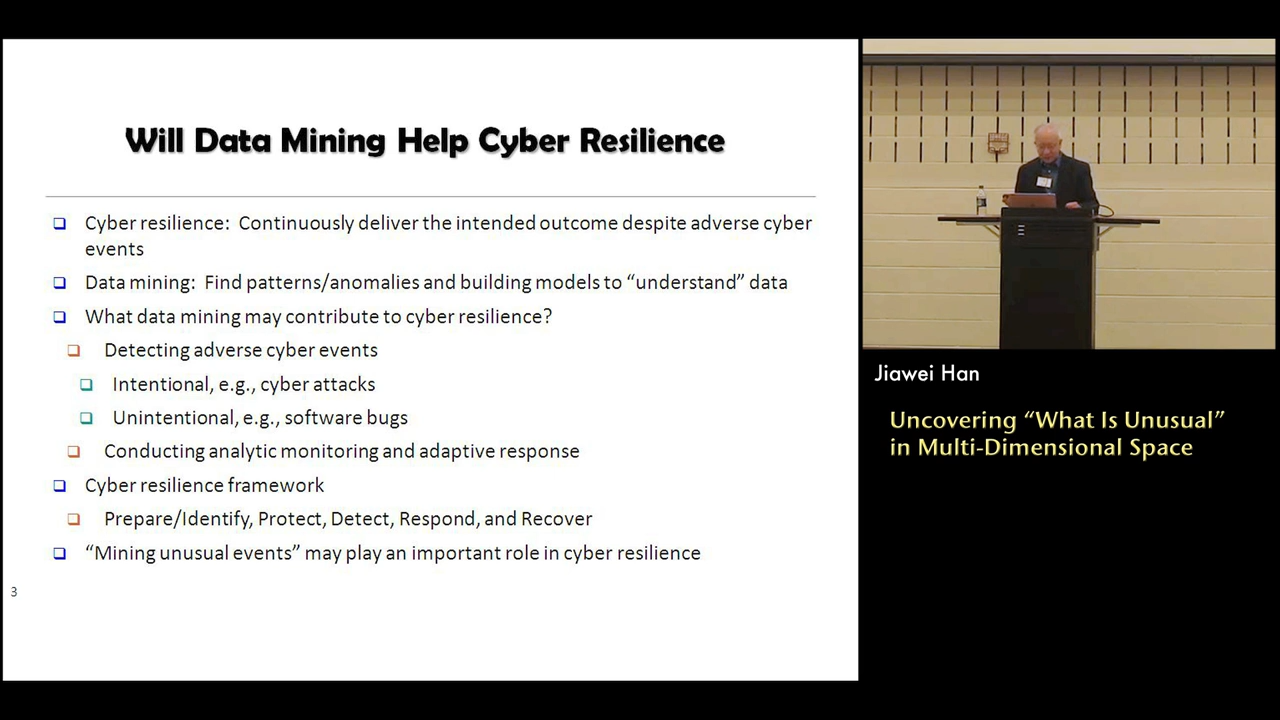 Will Data Mining Help Cyber Resilience
Cyber resilience: Continuously deliver the intended outcome despite adverse cyber
events
Data mining: Find patterns/anomalies and building models to “understand” data
What data mining may contribute to cyber resilience?
Detecting adverse cyber events
Intentional, e.g., cyber attacks
Unintentional, e.g., software bugs
Conducting analytic monitoring and adaptive response
Cyber resilience framework
Prepare/Identify, Protect, Detect, Respond, and Recover
“Mining unusual events” may play an important role in cyber resilience
3
Jiawei Han
Uncovering “What Is Unusual”
in Multi-Dimensional Space